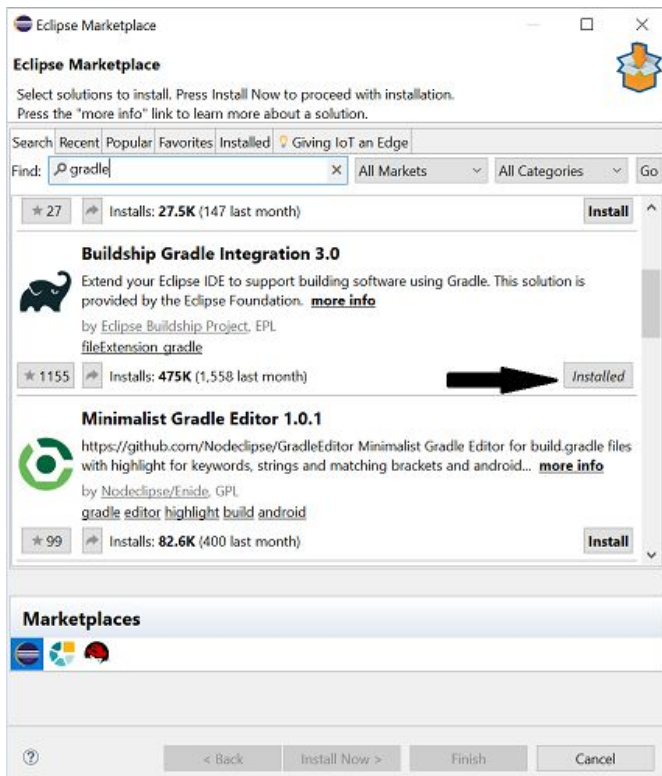 Eclipse Marketplace
Eclipse Marketplace
Select solutions to install. Press Install Now to proceed with installation.
Press the "more info" link to learn more about a solution.
Search Recent Popular Favorites Installed Giving IoT an Edge
Find: gradle All Markets All Categories Go
27 Installs: 27.5K (147 last month) Install
Buildship Gradle Integration 3.0
Extend your Eclipse IDE to support building software using Gradle. This solution is
provided by the Eclipse Foundation. more info
by Eclipse Buildship Project, EPL
fileExtension_gradle
1155 Installs: 475K (1,558 last month) Installed
Minimalist Gradle Editor 1.0.1
https://github.com/Nodeclipse/GradleEditor Minimalist Gradle Editor for build.gradle files
with highlight for keywords, strings and matching brackets and android... more info
by Nodeclipse/Enide, GPL
gradle editor highlight build android
99 Installs: 82.6K (400 last month) Install
Marketplaces
? < Back Install Now > Finish Cancel